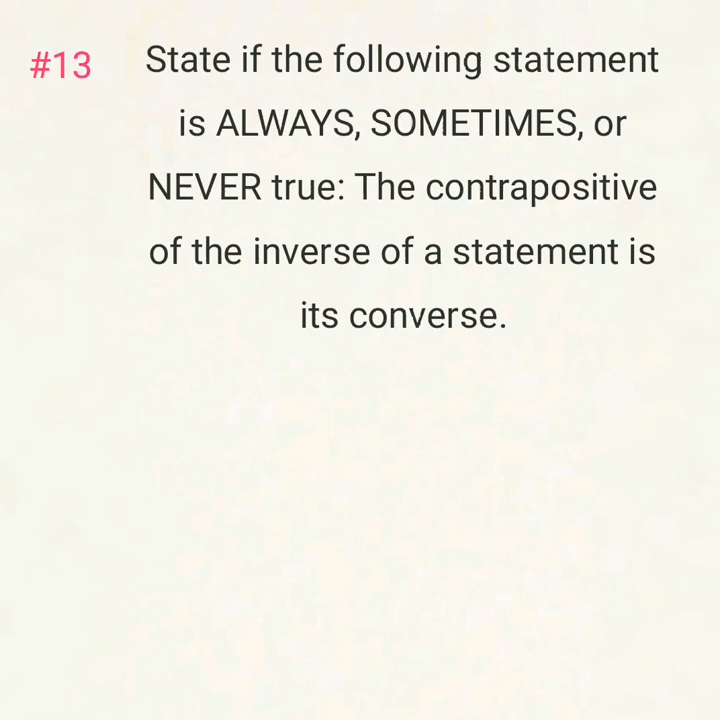 #13 State if the following statement
is ALWAYS, SOMETIMES, or
NEVER true: The contrapositive
of the inverse of a statement is
its converse.